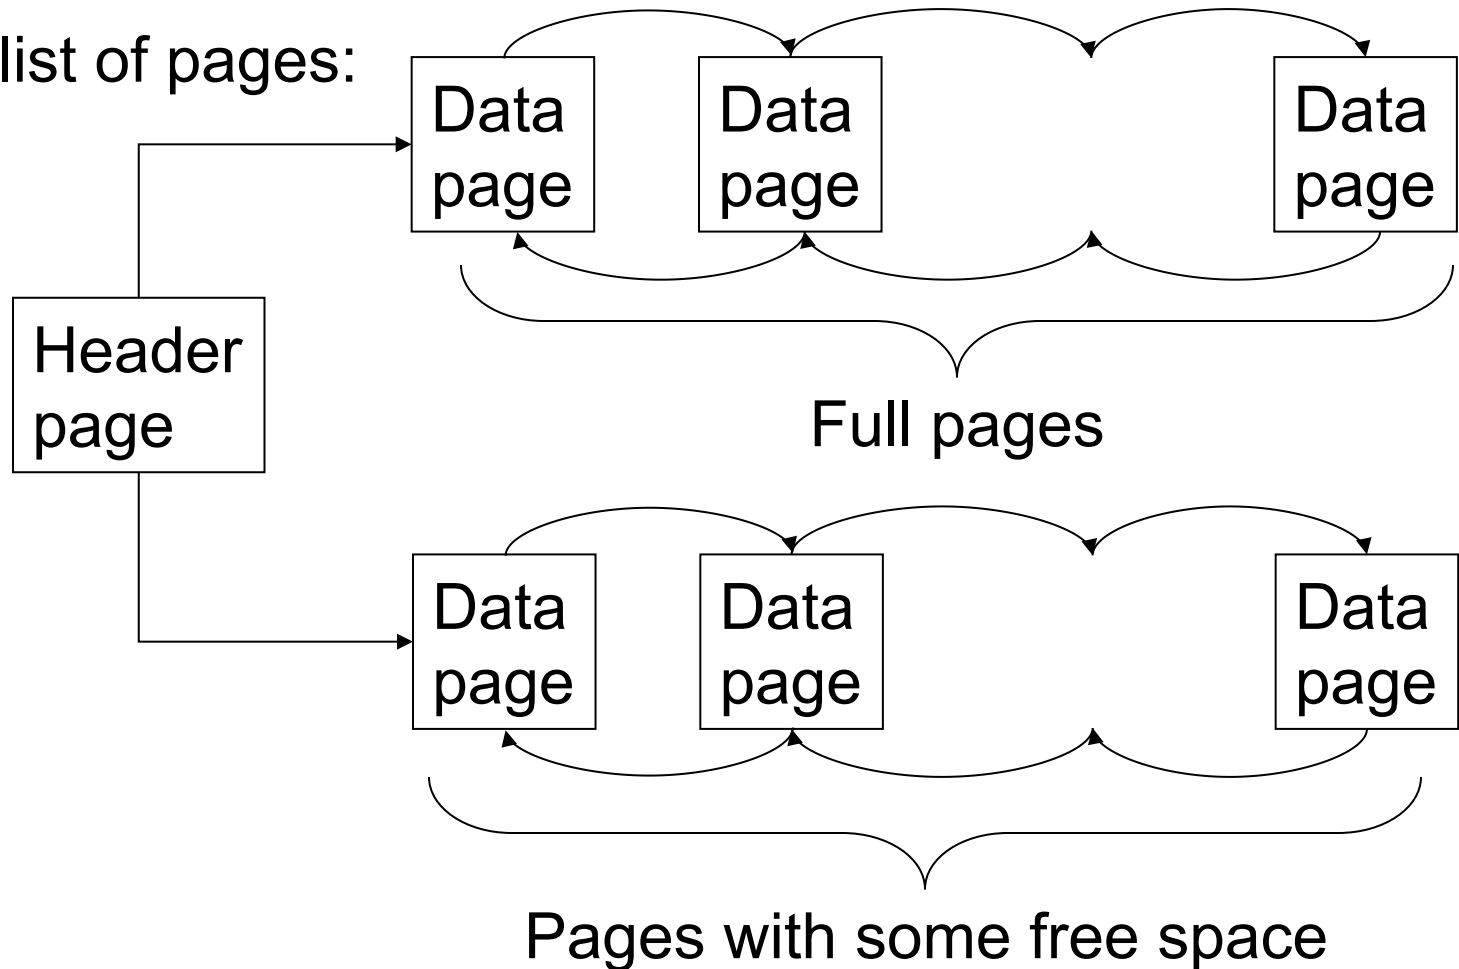 list of pages:
Data
page
Data
page
Data
page
Header
page
Full pages
Data
page
Data
page
Data
page
Pages with some free space